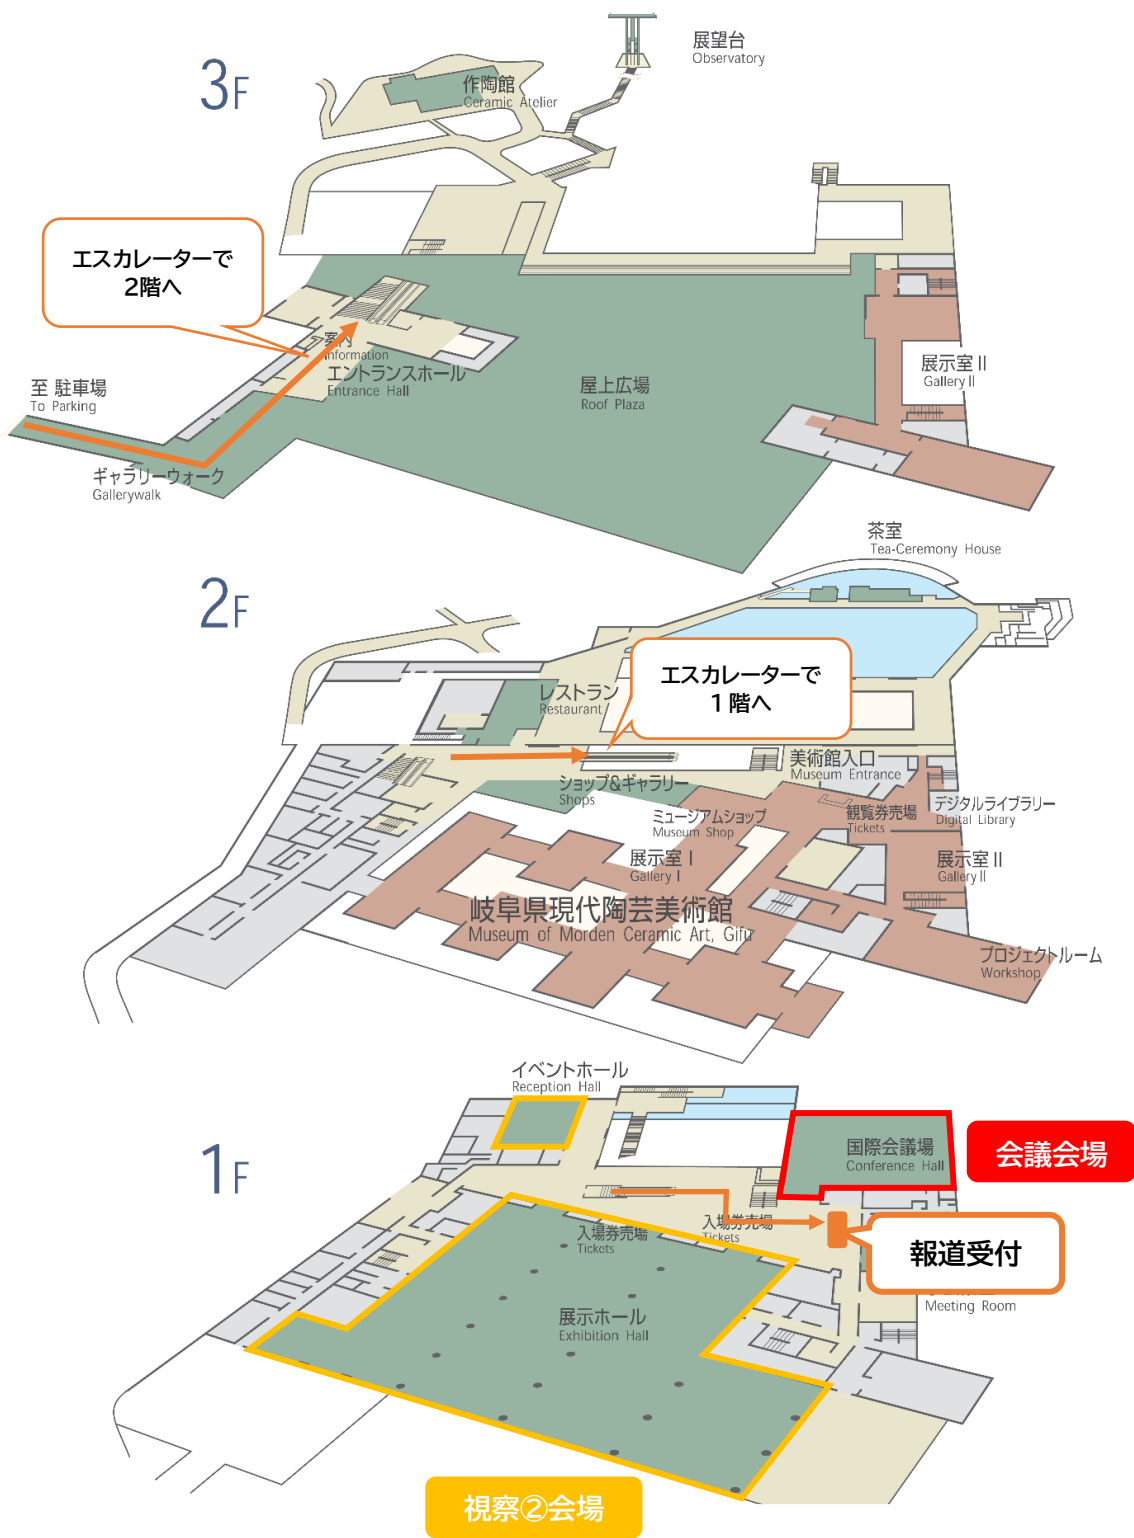 3F
展望台
Observatory
作陶館
Ceramic Atelier
エスカレーターで
2階へ
案内
Information
エントランスホール
Entrance Hall
屋上広場
Roof Plaza
展示室Ⅱ
GalleryⅡ
至 駐車場
To Parking
ギャラリーウォーク
Gallerywalk
2F
茶室
Tea-Ceremony House
エスカレーターで
1階へ
レストラン
Restaurant
美術館入口
Museum Entrance
ショップ&ギャラリー
Shops
ミュージアムショップ
Museum Shop
観覧券売場
Tickets
デジタルライブラリー
Digital Library
展示室Ⅰ
GalleryⅠ
展示室Ⅱ
GalleryⅡ
岐阜県現代陶芸美術館
Museum of Morden Ceramic Art, Gifu
プロジェクトルーム
Workshop
1F
イベントホール
Reception Hall
国際会議場
Conference Hall
会議会場
入場券売場
Tickets
入場券売場
Tickets
報道受付
Meeting Room
展示ホール
Exhibition Hall
視察②会場